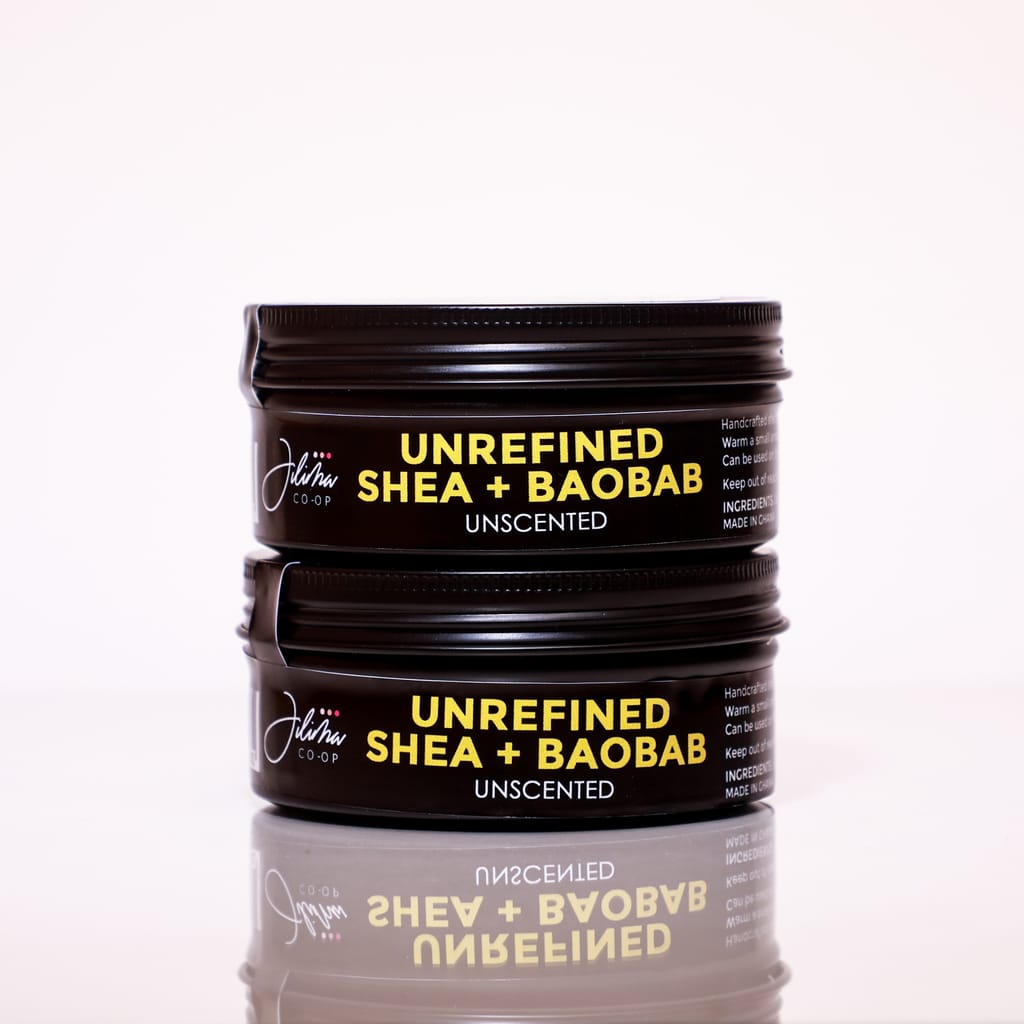 Jilima
CO-OP
UNREFINED
SHEA + BAOBAB
UNSCENTED
Handcrafted
Warm a small
Can be used
Keep out of
INGREDIENTS
MADE IN GHANA
Jilima
CO-OP
UNREFINED
SHEA + BAOBAB
UNSCENTED
Handcrafted
Warm a small
Can be used
Keep out of
INGREDIENTS
MADE IN GHANA